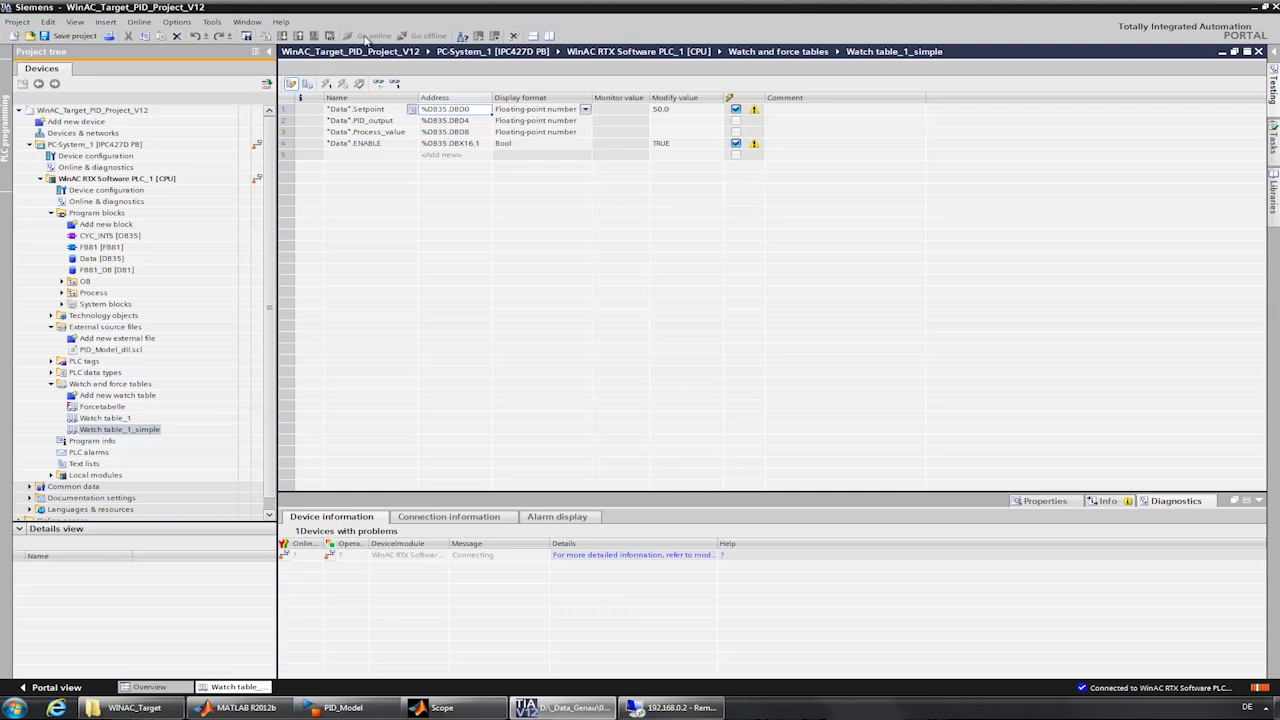 Siemens - WinAC_Target_PID_Project_V12
Project Edit View Insert Online Options Tools Window Help
Totally Integrated Automation
PORTAL
Save project
Go online
Go offline
Project tree
WinAC_Target_PID_Project_V12 PC-System_1 [IPC427D PB] WinAC RTX Software PLC_1 [CPU] Watch and force tables Watch table_1_simple
Devices
WinAC_Target_PID_Project_V12
Add new device
Devices & networks
PC-System_1 [IPC427D PB]
Device configuration
Online & diagnostics
WinAC RTX Software PLC_1 [CPU]
Device configuration
Online & diagnostics
Program blocks
Add new block
CYC_INT5 [OB35]
FB81 [FB81]
Data [DB35]
FB81_DB [DB1]
OB
Process
System blocks
Technology objects
External source files
Add new external file
PID_Model_dll.scl
PLC tags
PLC data types
Watch and force tables
Add new watch table
Forcetabelle
Watch table_1
Watch table_1_simple
Program info
PLC alarms
Text lists
Local modules
Common data
Documentation settings
Languages & resources
Details view
Name
PLC programming
i Name Address Display format Monitor value Modify value Comment
1 "Data".Setpoint %DB35.DBD0 Floating-point number 50.0
2 "Data".PID_output %DB35.DBD4 Floating-point number
3 "Data".Process_value %DB35.DBD8 Floating-point number
4 "Data".ENABLE %DB35.DBX16.1 Bool TRUE
5 <Add new>
Testing
Tasks
Libraries
Properties Info Diagnostics
Device information Connection information Alarm display
1Devices with problems
Onlin... Opera... Device/module Message Details Help
? ? WinAC RTX Softwar... Connecting For more detailed information, refer to mod... ?
Portal view Overview Watch table_... Connected to WinAC RTX Software PLC...
WINAC_Target MATLAB R2012b PID_Model Scope TIA V12 D:\_Data_Genau\0... 192.168.0.2 - Rem... DE